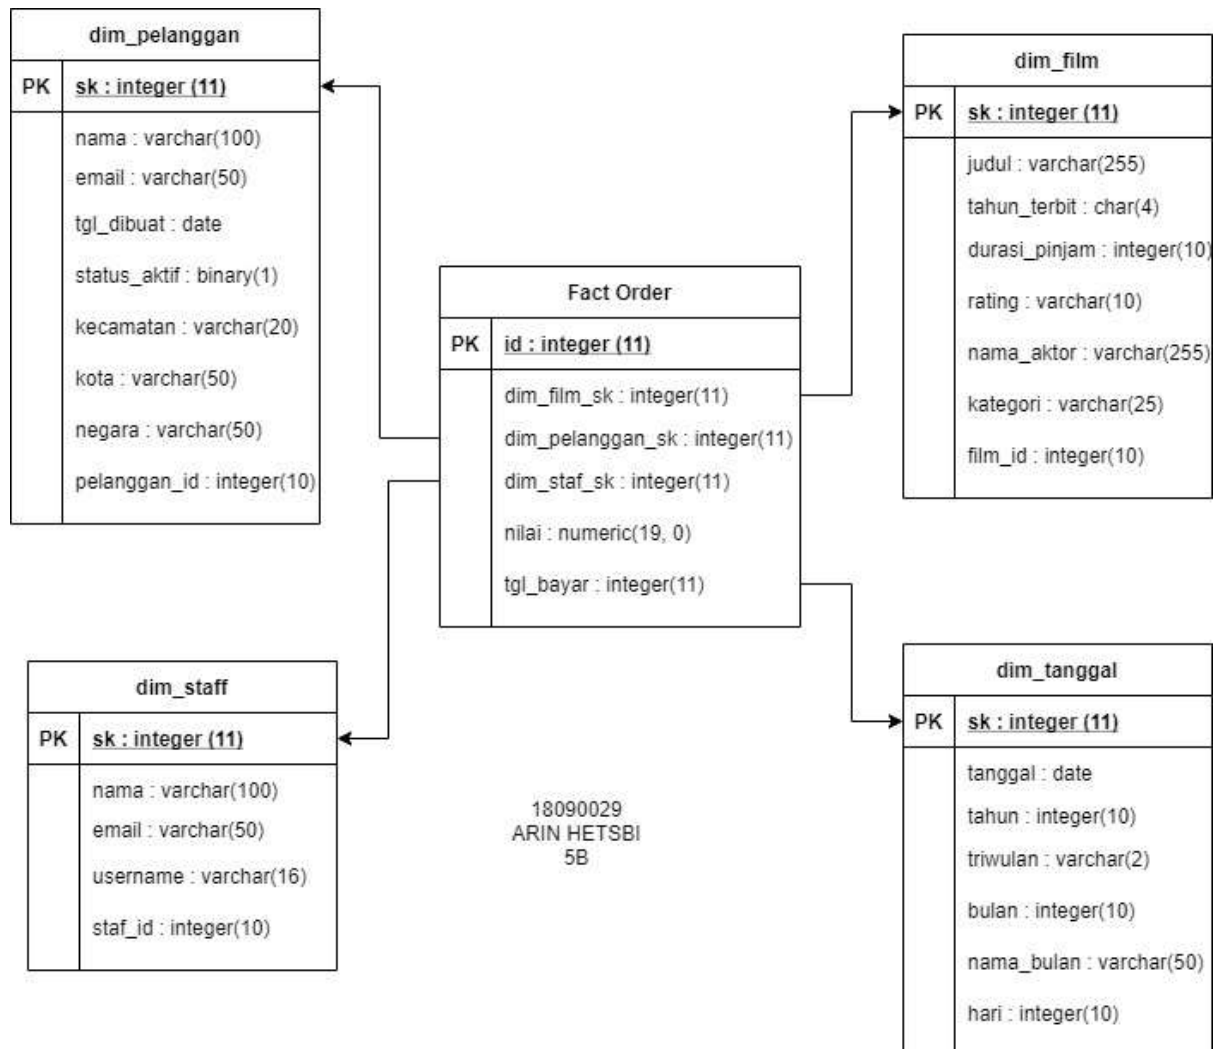 dim_pelanggan
PK sk : integer (11)
nama : varchar(100)
email : varchar(50)
tgl_dibuat : date
status_aktif : binary(1)
kecamatan : varchar(20)
kota : varchar(50)
negara : varchar(50)
pelanggan_id : integer(10)
dim_film
PK sk : integer (11)
judul : varchar(255)
tahun_terbit : char(4)
durasi_pinjam : integer(10)
rating : varchar(10)
nama_aktor : varchar(255)
kategori : varchar(25)
film_id : integer(10)
Fact Order
PK id : integer (11)
dim_film_sk : integer(11)
dim_pelanggan_sk : integer(11)
dim_staf_sk : integer(11)
nilai : numeric(19, 0)
tgl_bayar : integer(11)
dim_staff
PK sk : integer (11)
nama : varchar(100)
email : varchar(50)
username : varchar(16)
staf_id : integer(10)
18090029
ARIN HETSBI
5B
dim_tanggal
PK sk : integer (11)
tanggal : date
tahun : integer(10)
triwulan : varchar(2)
bulan : integer(10)
nama_bulan : varchar(50)
hari : integer(10)